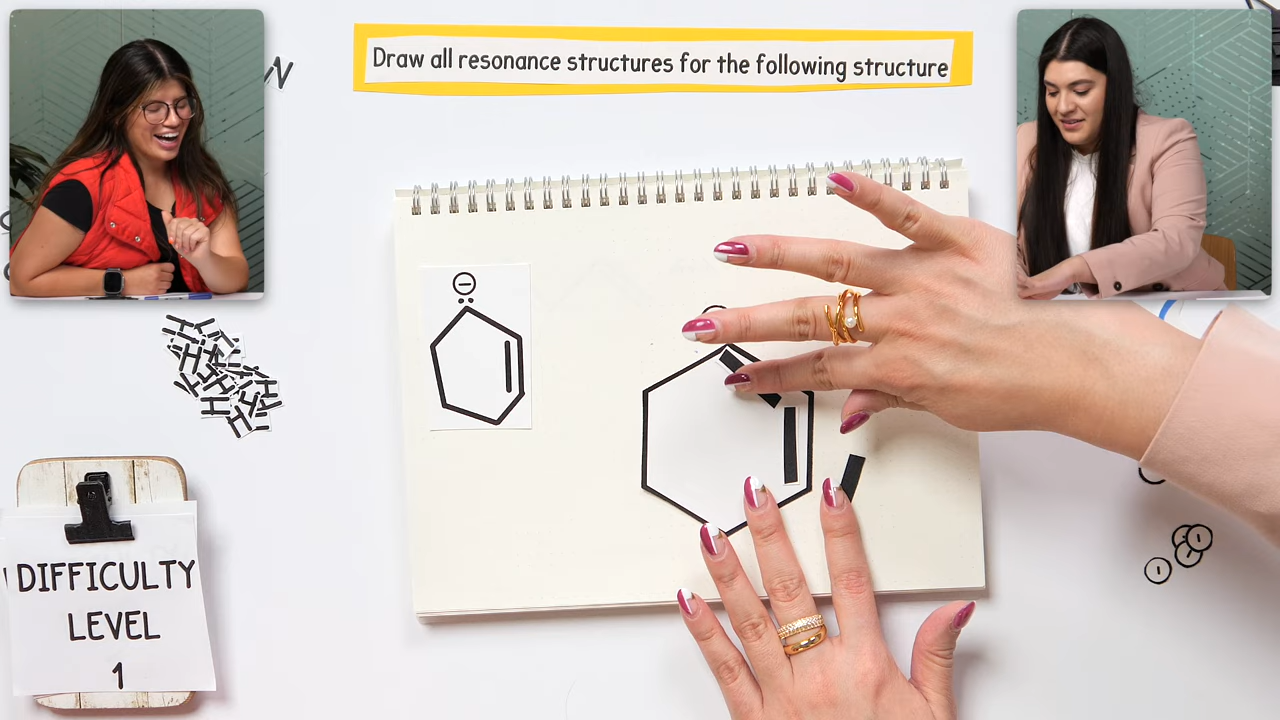 Draw all resonance structures for the following structure
N
DIFFICULTY
LEVEL
1